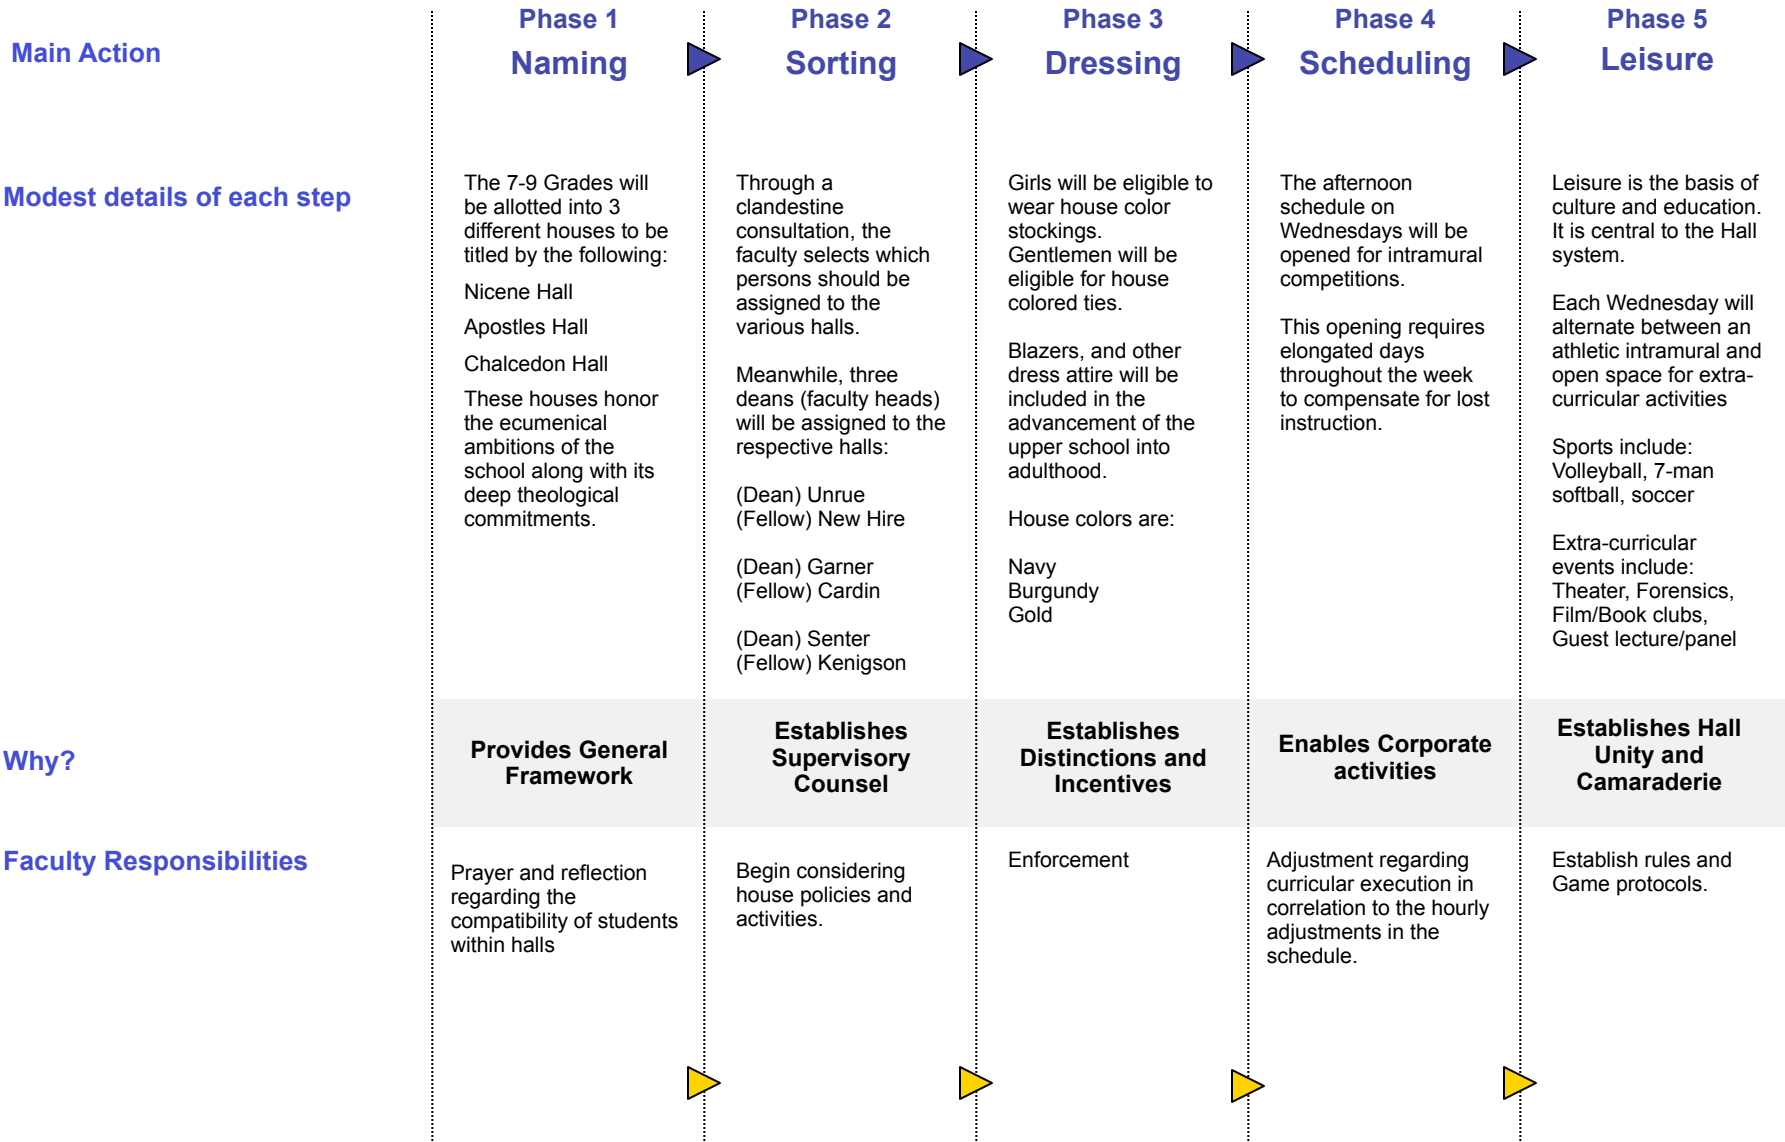 Main Action
Phase 1
Naming
Phase 2
Sorting
Phase 3
Dressing
Phase 4
Scheduling
Phase 5
Leisure
Modest details of each step
The 7-9 Grades will
be allotted into 3
different houses to be
titled by the following:
Nicene Hall
Apostles Hall
Chalcedon Hall
These houses honor
the ecumenical
ambitions of the
school along with its
deep theological
commitments.
Through a
clandestine
consultation, the
faculty selects which
persons should be
assigned to the
various halls.
Meanwhile, three
deans (faculty heads)
will be assigned to the
respective halls:
(Dean) Unrue
(Fellow) New Hire
(Dean) Garner
(Fellow) Cardin
(Dean) Senter
(Fellow) Kenigson
Girls will be eligible to
wear house color
stockings.
Gentlemen will be
eligible for house
colored ties.
Blazers, and other
dress attire will be
included in the
advancement of the
upper school into
adulthood.
House colors are:
Navy
Burgundy
Gold
The afternoon
schedule on
Wednesdays will be
opened for intramural
competitions.
This opening requires
elongated days
throughout the week
to compensate for lost
instruction.
Leisure is the basis of
culture and education.
It is central to the Hall
system.
Each Wednesday will
alternate between an
athletic intramural and
open space for extra-
curricular activities
Sports include:
Volleyball, 7-man
softball, soccer
Extra-curricular
events include:
Theater, Forensics,
Film/Book clubs,
Guest lecture/panel
Why?
Provides General
Framework
Establishes
Supervisory
Counsel
Establishes
Distinctions and
Incentives
Enables Corporate
activities
Establishes Hall
Unity and
Camaraderie
Faculty Responsibilities
Prayer and reflection
regarding the
compatibility of students
within halls
Begin considering
house policies and
activities.
Enforcement
Adjustment regarding
curricular execution in
correlation to the hourly
adjustments in the
schedule.
Establish rules and
Game protocols.